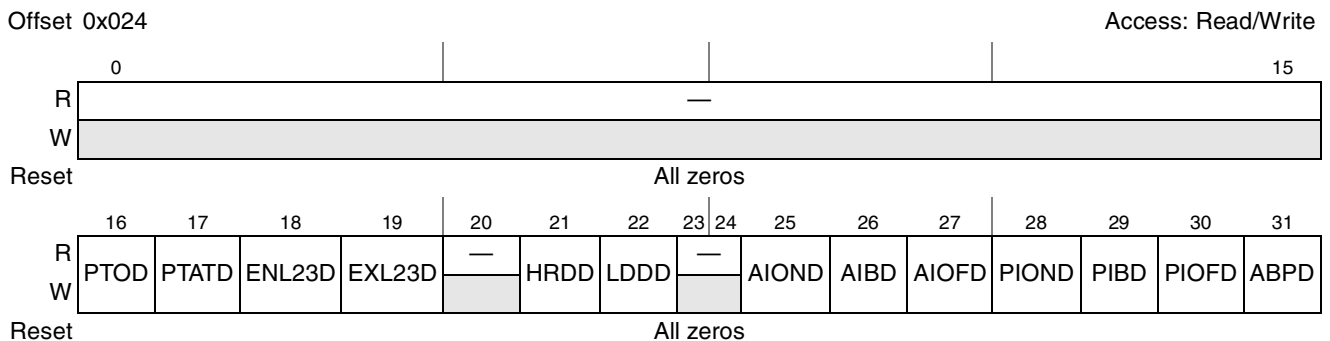 Offset 0x024 Access: Read/Write
0 15
R —
W
Reset All zeros
16 17 18 19 20 21 22 23 24 25 26 27 28 29 30 31
R PTOD PTATD ENL23D EXL23D — HRDD LDDD — AIOND AIBD AIOFD PIOND PIBD PIOFD ABPD
W
Reset All zeros